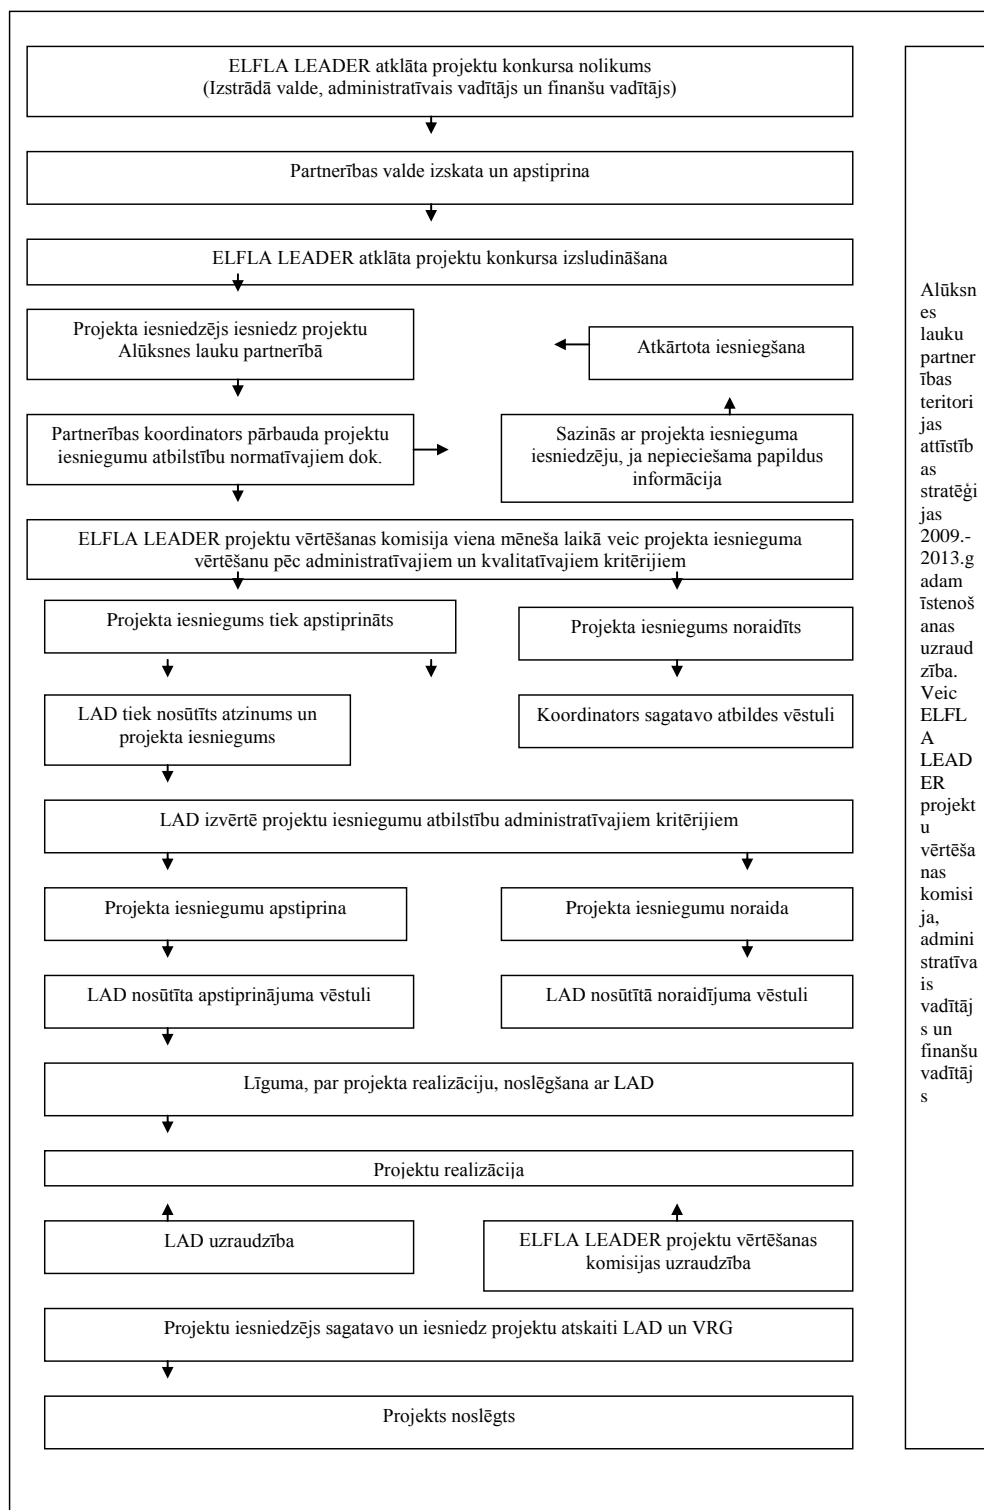 ELFLA LEADER atklāta projektu konkursa nolikums
(Izstrādā valde, administratīvais vadītājs un finanšu vadītājs)
Partnerības valde izskata un apstiprina
ELFLA LEADER atklāta projektu konkursa izsludināšana
Projekta iesniedzējs iesniedz projektu
Alūksnes lauku partnerībā
Atkārtota iesniegšana
Partnerības koordinators pārbauda projektu
iesniegumu atbilstību normatīvajiem dok.
Sazinās ar projekta iesnieguma
iesniedzēju, ja nepieciešama papildus
informācija
ELFLA LEADER projektu vērtēšanas komisija viena mēneša laikā veic projekta iesnieguma
vērtēšanu pēc administratīvajiem un kvalitatīvajiem kritērijiem
Projekta iesniegums tiek apstiprināts
Projekta iesniegums noraidīts
LAD tiek nosūtīts atzinums un
projekta iesniegums
Koordinators sagatavo atbildes vēstuli
LAD izvērtē projektu iesniegumu atbilstību administratīvajiem kritērijiem
Projekta iesniegumu apstiprina
Projekta iesniegumu noraida
LAD nosūtīta apstiprinājuma vēstuli
LAD nosūtītā noraidījuma vēstuli
Līguma, par projekta realizāciju, noslēgšana ar LAD
Projektu realizācija
LAD uzraudzība
ELFLA LEADER projektu vērtēšanas
komisijas uzraudzība
Projektu iesniedzējs sagatavo un iesniedz projektu atskaiti LAD un VRG
Projekts noslēgts
Alūksn
es
lauku
partner
ības
teritori
jas
attīstīb
as
stratēģi
jas
2009.-
2013.g
adam
īstenoš
anas
uzraud
zība.
Veic
ELFL
A
LEAD
ER
projekt
u
vērtēša
nas
komisi
ja,
admini
stratīva
is
vadītāj
s un
finanšu
vadītāj
s